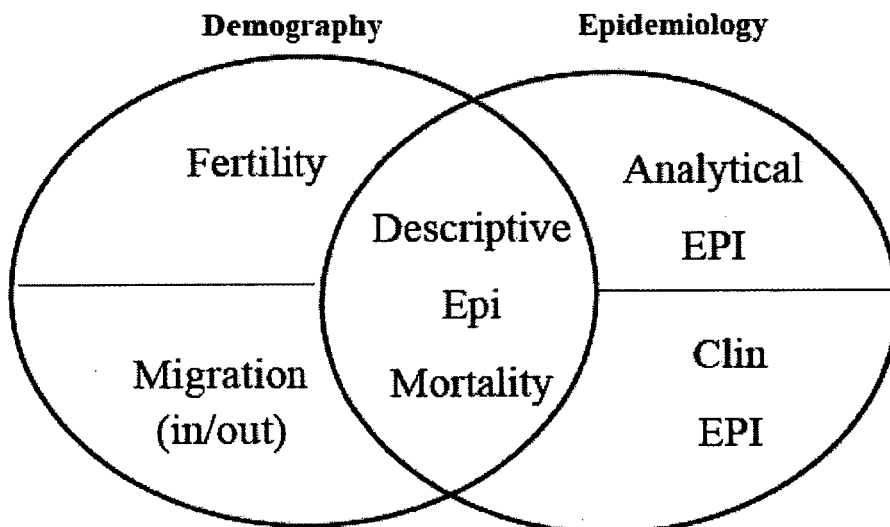 Demography
Epidemiology
Fertility
Migration
(in/out)
Descriptive
Epi
Mortality
Analytical
EPI
Clin
EPI